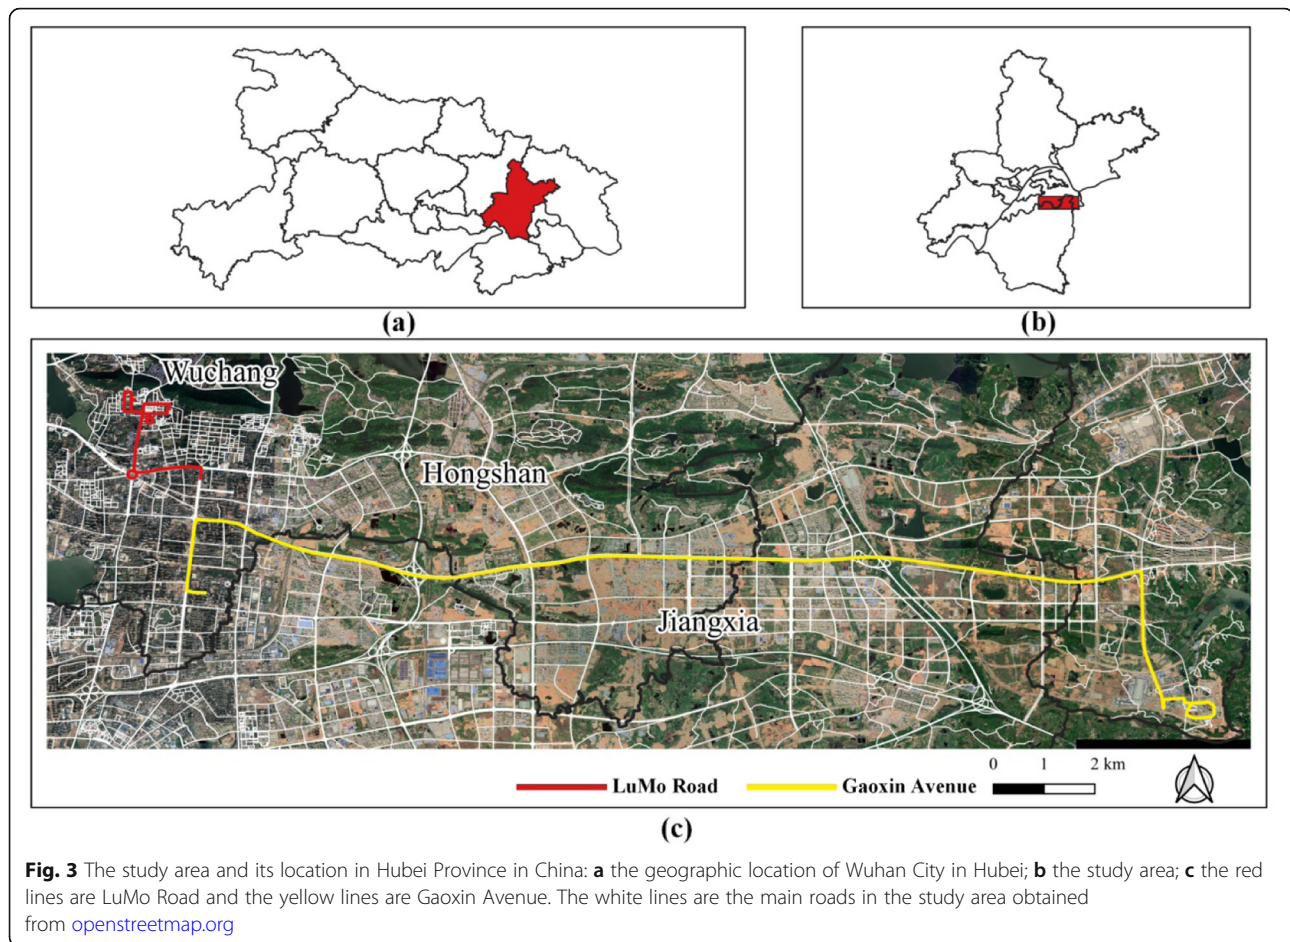 (a)
(b)
Wuchang
Hongshan
Jiangxia
0 1 2 km
LuMo Road
Gaoxin Avenue
(c)
Fig. 3 The study area and its location in Hubei Province in China: a the geographic location of Wuhan City in Hubei; b the study area; c the red
lines are LuMo Road and the yellow lines are Gaoxin Avenue. The white lines are the main roads in the study area obtained
from openstreetmap.org